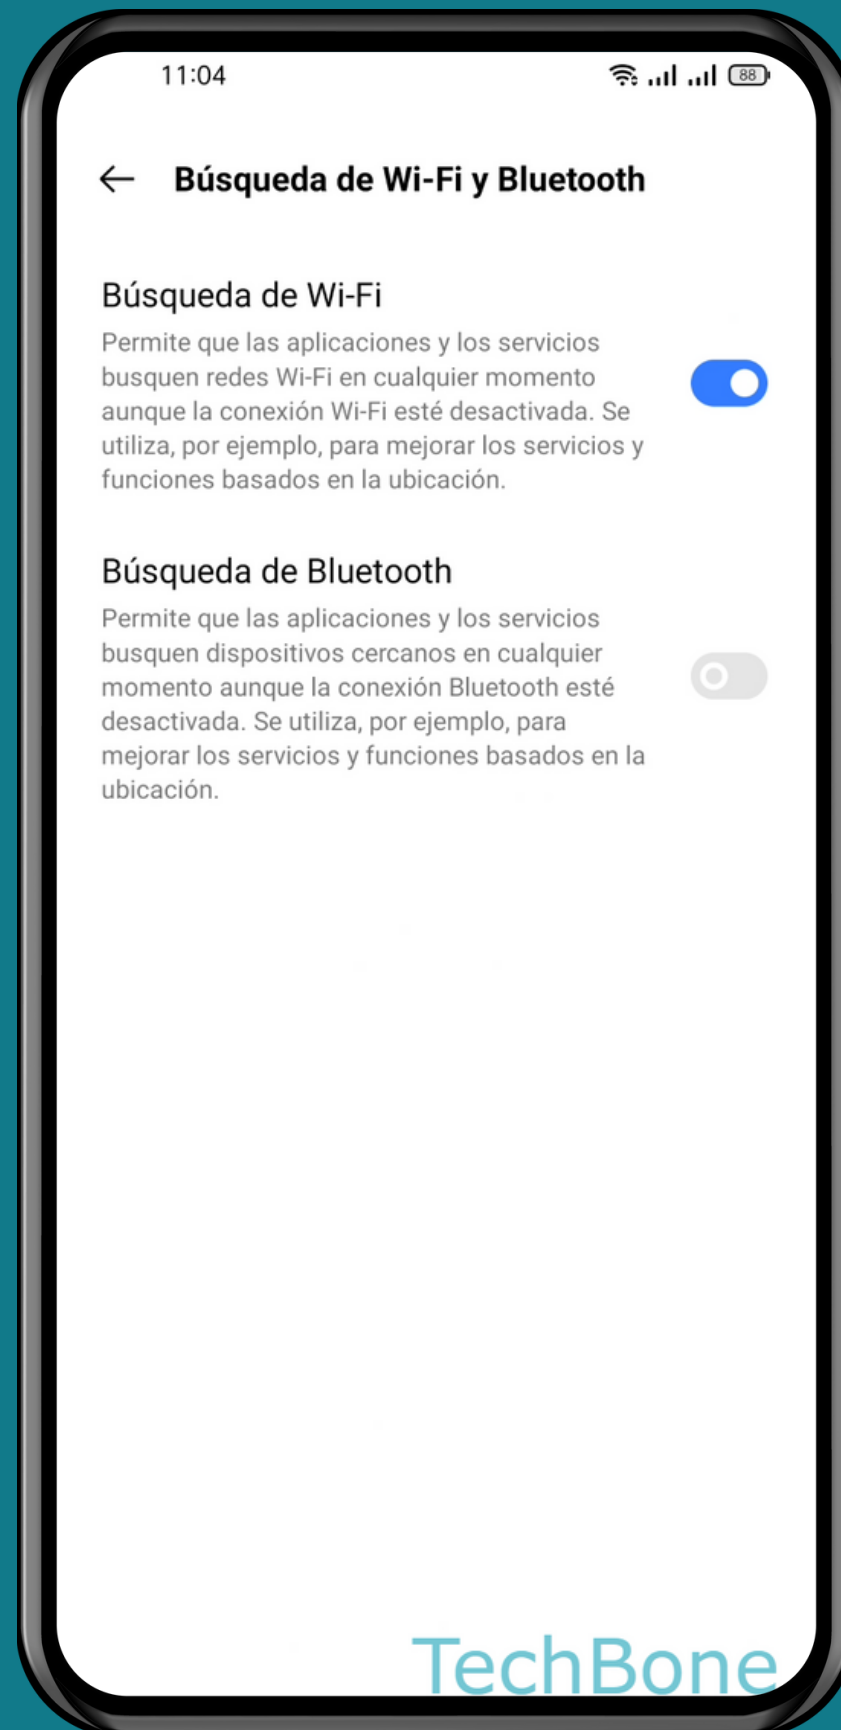 11:04
88
Búsqueda de Wi-Fi y Bluetooth
Búsqueda de Wi-Fi
Permite que las aplicaciones y los servicios
busquen redes Wi-Fi en cualquier momento
aunque la conexión Wi-Fi esté desactivada. Se
utiliza, por ejemplo, para mejorar los servicios y
funciones basados en la ubicación.
Búsqueda de Bluetooth
Permite que las aplicaciones y los servicios
busquen dispositivos cercanos en cualquier
momento aunque la conexión Bluetooth esté
desactivada. Se utiliza, por ejemplo, para
mejorar los servicios y funciones basados en la
ubicación.
TechBone